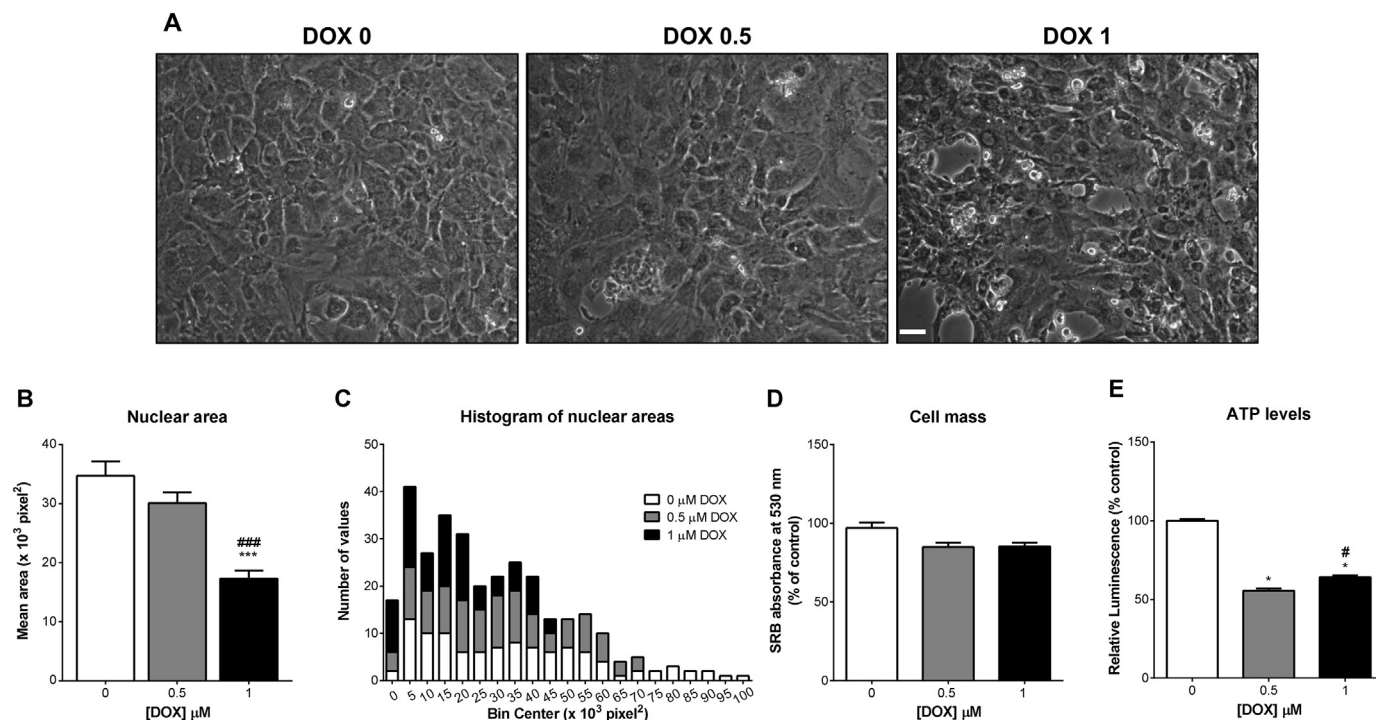 A
DOX 0
DOX 0.5
DOX 1
B
Nuclear area
Mean area (x 10³ pixel²)
40
30
20
10
0
###
***
0
0.5
1
[DOX] μM
C
Histogram of nuclear areas
Number of values
50
40
30
20
10
0
0 μM DOX
0.5 μM DOX
1 μM DOX
0
5
10
15
20
25
30
35
40
45
50
55
60
65
70
75
80
85
90
95
100
Bin Center (x 10³ pixel²)
D
Cell mass
SRB absorbance at 530 nm
(% of control)
150
100
50
0
0
0.5
1
[DOX] μM
E
ATP levels
Relative Luminescence (% control)
150
100
50
0
*
#
*
0
0.5
1
[DOX] μM